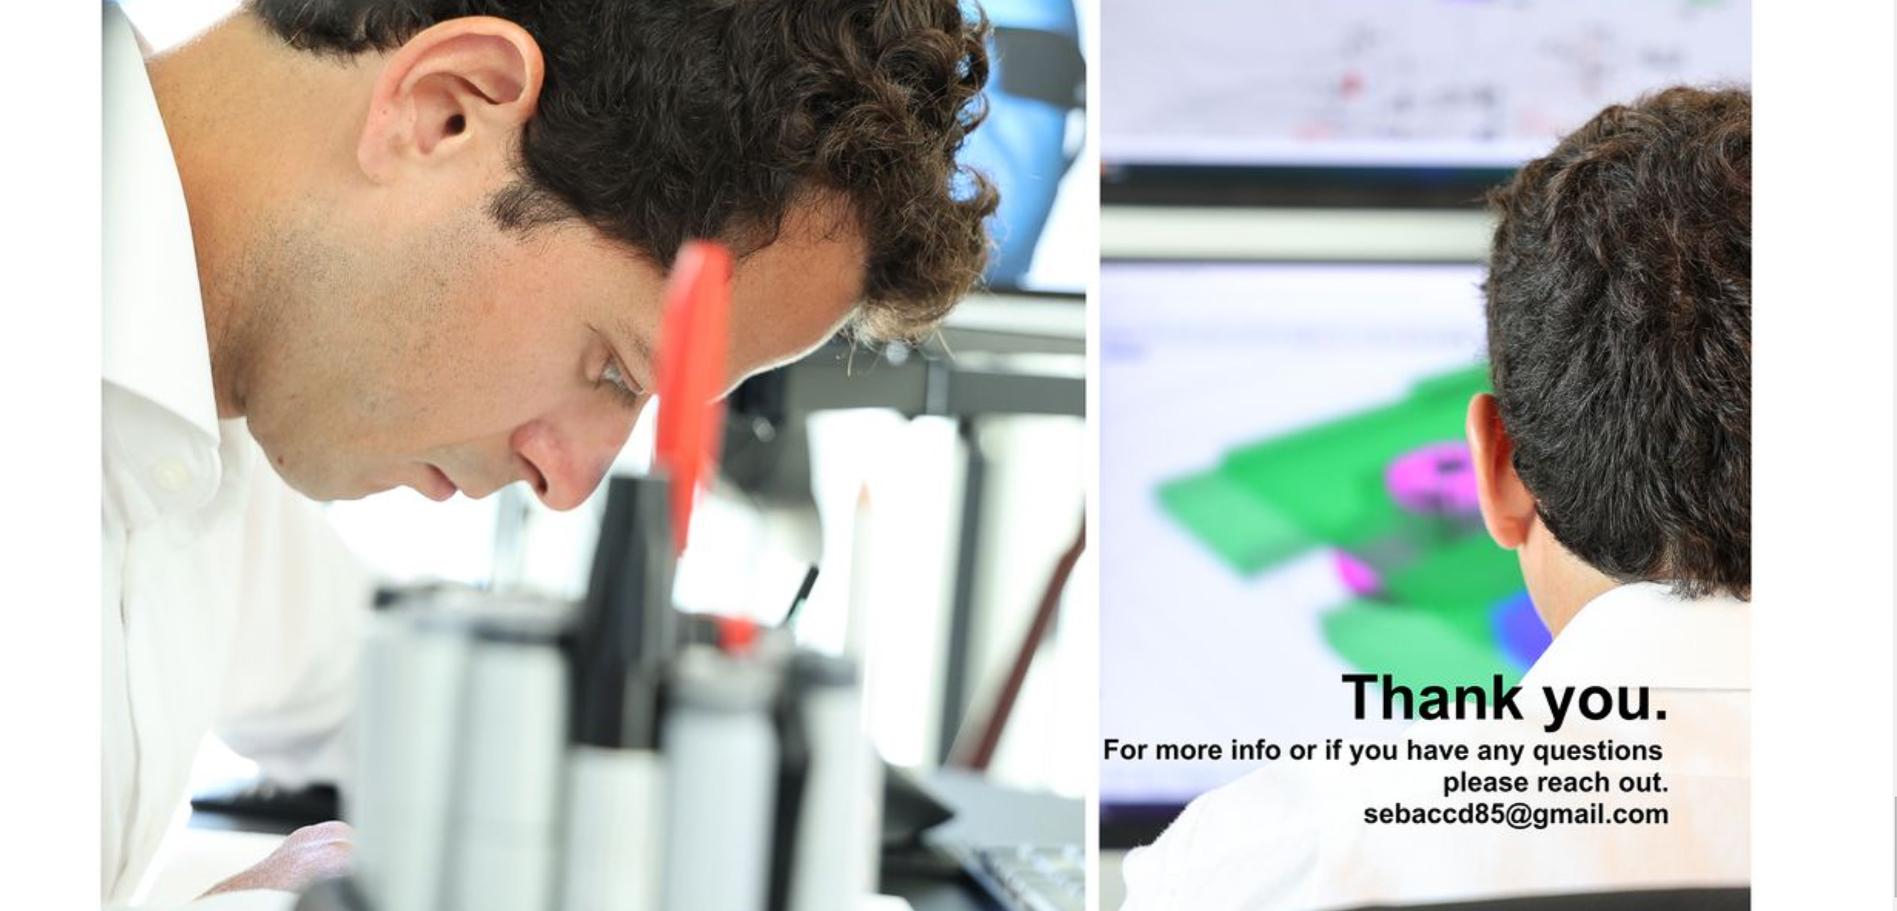 Thank you.
For more info or if you have any questions
please reach out.
sebaccd85@gmail.com